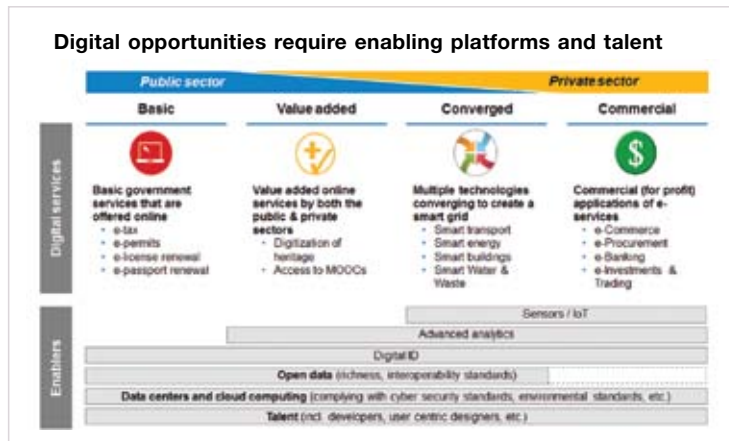 Digital opportunities require enabling platforms and talent
Public sector
Private sector
Basic
Value added
Converged
Commercial
Digital services
$
Basic government
services that are
offered online
• e-tax
• e-permits
• e-license renewal
• e-passport renewal
Value added online
services by both the
public & private
sectors
• Digitization of
heritage
• Access to MOOCs
Multiple technologies
converging to create a
smart grid
• Smart transport
• Smart energy
• Smart buildings
• Smart Water &
Waste
Commercial (for profit)
applications of e-
services
• e-Commerce
• e-Procurement
• e-Banking
• e-Investments &
Trading
Enablers
Sensors / IoT
Advanced analytics
Digital ID
Open data (richness, interoperability standards)
Data centers and cloud computing (complying with cyber security standards, environmental standards, etc.)
Talent (incl. developers, user centric designers, etc.)